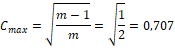 C_max = √((m − 1)/m) = √(1/2) = 0,707